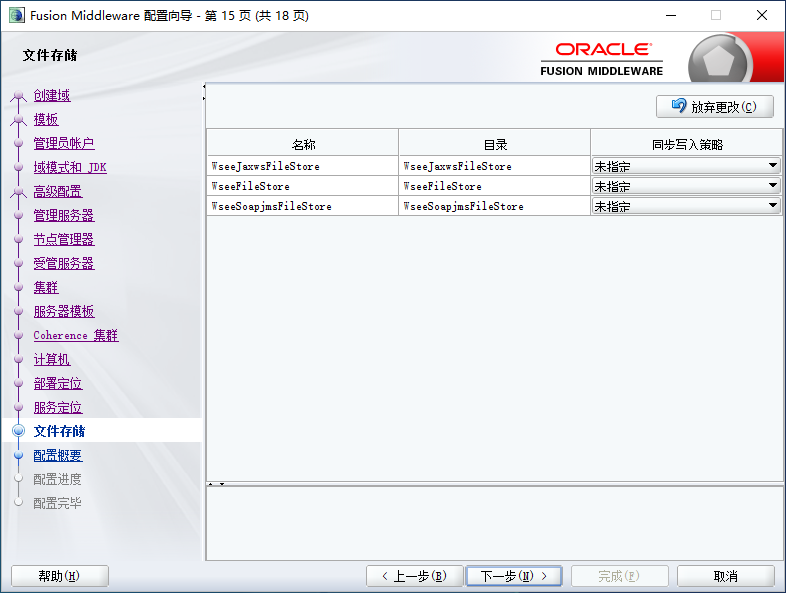 Fusion Middleware 配置向导 - 第 15 页 (共 18 页)
文件存储
ORACLE
FUSION MIDDLEWARE
创建域
模板
管理员帐户
域模式和 JDK
高级配置
管理服务器
节点管理器
受管服务器
集群
服务器模板
Coherence 集群
计算机
部署定位
服务定位
文件存储
配置概要
配置进度
配置完毕
放弃更改(C)
名称 目录 同步写入策略
WseeJaxwsFileStore WseeJaxwsFileStore 未指定
WseeFileStore WseeFileStore 未指定
WseeSoapjmsFileStore WseeSoapjmsFileStore 未指定
帮助(H) < 上一步(B) 下一步(N) > 完成(F) 取消